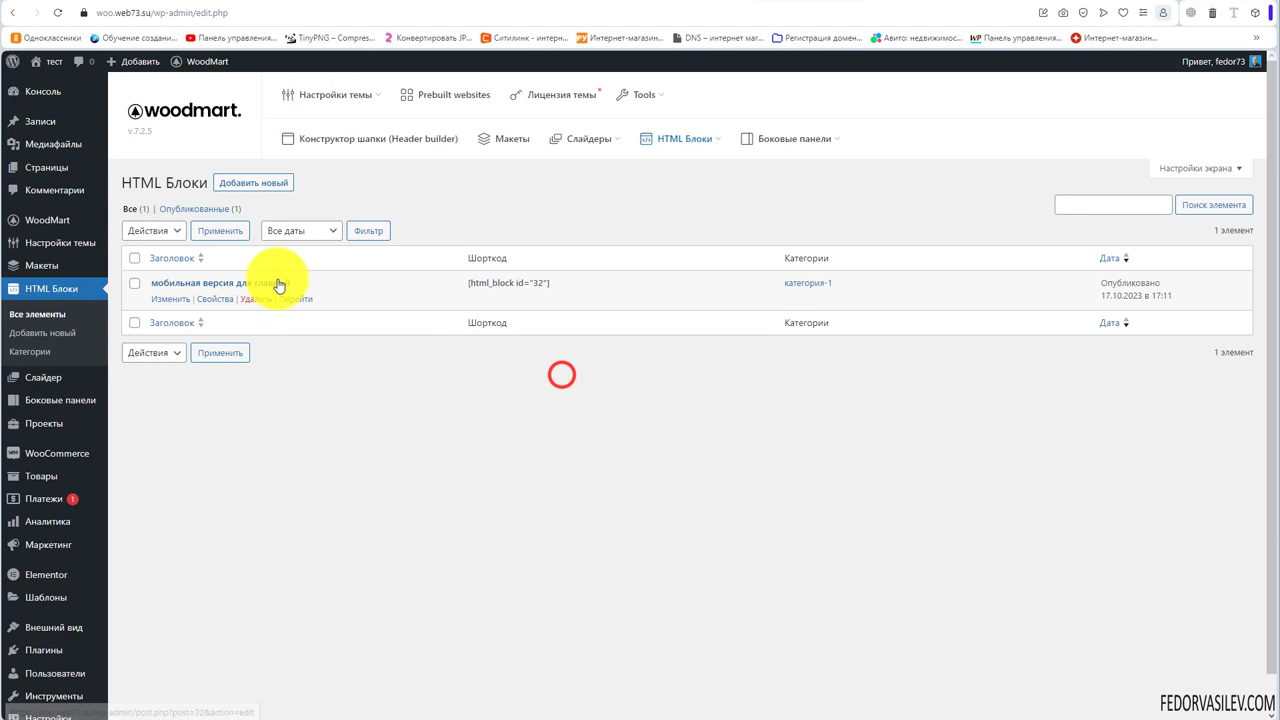 woo.web73.su/wp-admin/edit.php
Одноклассники Обучение создани... Панель управления... TinyPNG – Compres... Конвертировать JP... Ситилинк - интерн... Интернет-магазин... DNS – интернет маг... Регистрация домен... Авито: недвижимос... Панель управления... Интернет-магазин... »
тест 0 Добавить WoodMart Привет, fedor73
Консоль
Записи
Медиафайлы
Страницы
Комментарии
WoodMart
Настройки темы
Макеты
HTML Блоки
Все элементы
Добавить новый
Категории
Слайдер
Боковые панели
Проекты
WooCommerce
Товары
Платежи 1
Аналитика
Маркетинг
Elementor
Шаблоны
Внешний вид
Плагины
Пользователи
Инструменты
Настройки
woodmart.
v.7.2.5
Настройки темы Prebuilt websites Лицензия темы Tools
Конструктор шапки (Header builder) Макеты Слайдеры HTML Блоки Боковые панели
Настройки экрана
HTML Блоки Добавить новый
Все (1) | Опубликованные (1)
Поиск элемента
Действия Применить Все даты Фильтр 1 элемент
Заголовок Шорткод Категории Дата
мобильная версия для главной [html_block id="32"] категория-1 Опубликовано
17.10.2023 в 17:11
Изменить | Свойства | Удалить | Перейти
Заголовок Шорткод Категории Дата
Действия Применить 1 элемент
FEDORVASILEV.COM